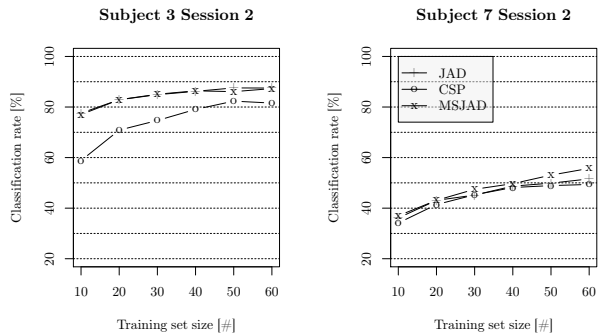 Subject 3 Session 2
Classification rate [%]
100
80
60
40
20
10 20 30 40 50 60
Training set size [#]
Subject 7 Session 2
Classification rate [%]
100
80
60
40
20
JAD
CSP
MSJAD
10 20 30 40 50 60
Training set size [#]